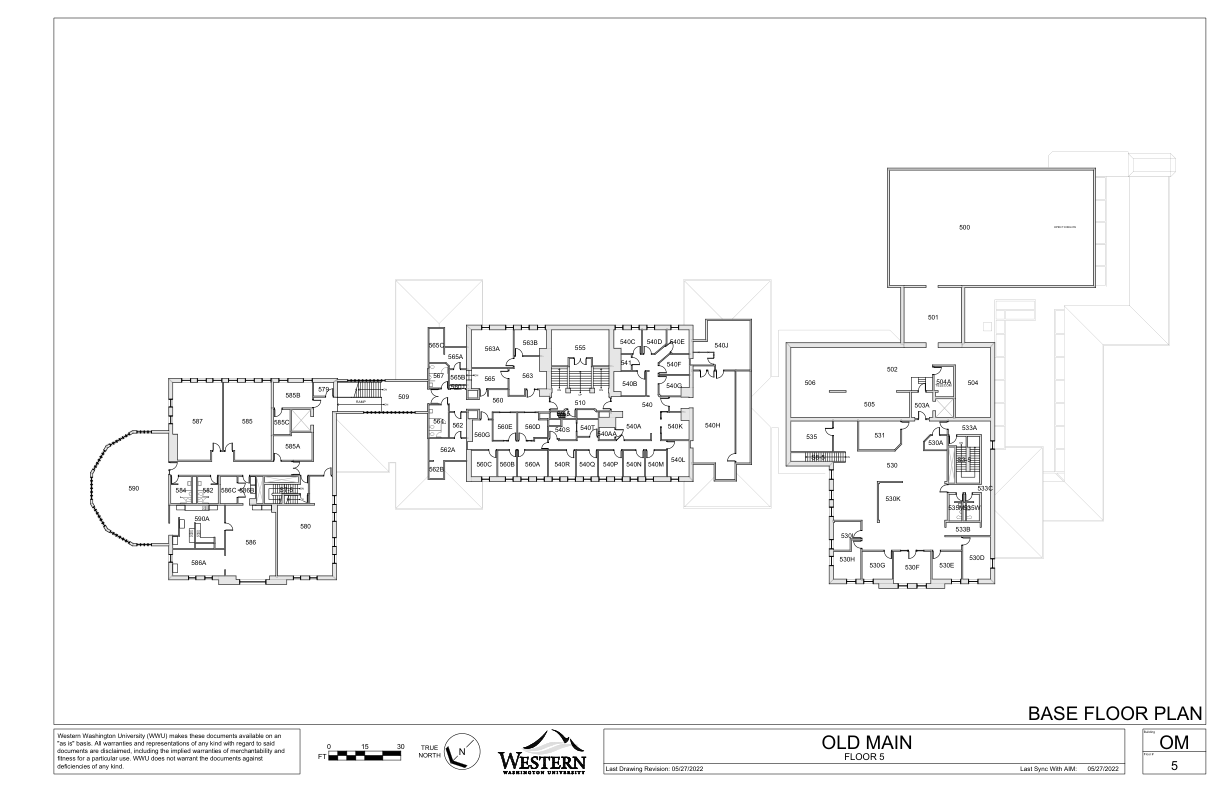 500
501
502
504A
504
506
505
503A
565C
565A
563A
563B
555
540C
540D
540E
540J
541
540F
567
565B
565
563
540B
540G
560
510
540
579
585B
509
RAMP
587
585
585C
585A
562
560G
560E
560D
540S
540T
540AA
540A
540K
540H
562A
562B
560C
560B
560A
540R
540Q
540P
540N
540M
540L
535
531
530A
533A
530
533C
530K
533B
530H
530G
530F
530E
530D
590
584
582
586C
590A
586
580
586A
BASE FLOOR PLAN
Western Washington University (WWU) makes these documents available on an
"as is" basis. All warranties and representations of any kind with regard to said
documents are disclaimed, including the implied warranties of merchantability and
fitness for a particular use. WWU does not warrant the documents against
deficiencies of any kind.
FT
0 15 30
TRUE
NORTH
N
WESTERN
WASHINGTON UNIVERSITY
OLD MAIN
FLOOR 5
Last Drawing Revision: 05/27/2022
Last Sync With AIM: 05/27/2022
Building
OM
Floor
5